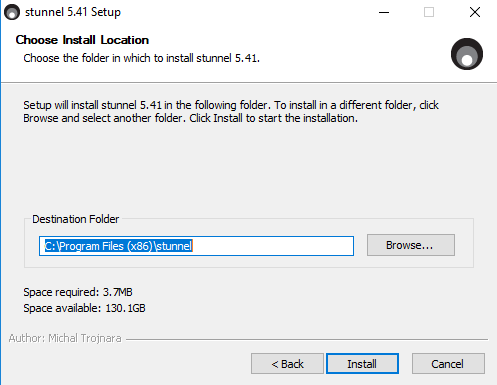 stunnel 5.41 Setup
Choose Install Location
Choose the folder in which to install stunnel 5.41.
Setup will install stunnel 5.41 in the following folder. To install in a different folder, click
Browse and select another folder. Click Install to start the installation.
Destination Folder
C:\Program Files (x86)\stunnel
Browse...
Space required: 3.7MB
Space available: 130.1GB
Author: Michal Trojnara
< Back
Install
Cancel